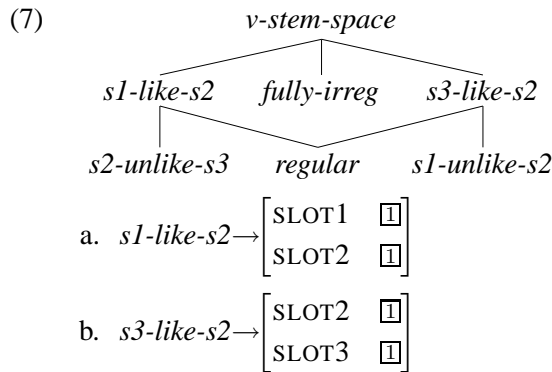 (7) v-stem-space
s1-like-s2 fully-irreg s3-like-s2
s2-unlike-s3 regular s1-unlike-s2
a. s1-like-s2→[SLOT1 1
SLOT2 1]
b. s3-like-s2→[SLOT2 1
SLOT3 1]